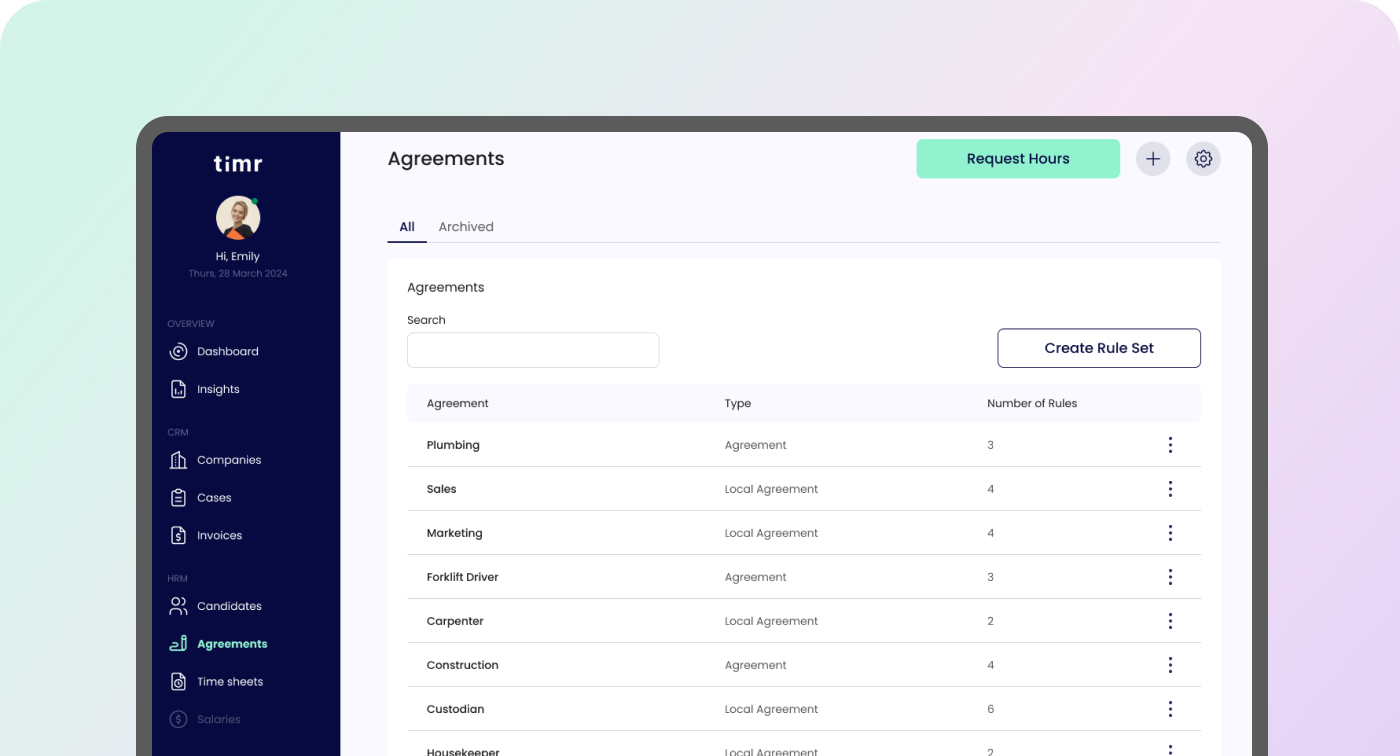 timr
Hi, Emily
Thurs, 28 March 2024
OVERVIEW
Dashboard
Insights
CRM
Companies
Cases
Invoices
HRM
Candidates
Agreements
Time sheets
Salaries
Agreements
Request Hours
All Archived
Agreements
Search
Create Rule Set
Agreement Type Number of Rules
Plumbing Agreement 3
Sales Local Agreement 4
Marketing Local Agreement 4
Forklift Driver Agreement 3
Carpenter Local Agreement 2
Construction Agreement 4
Custodian Local Agreement 6
Housekeeper Local Agreement 2